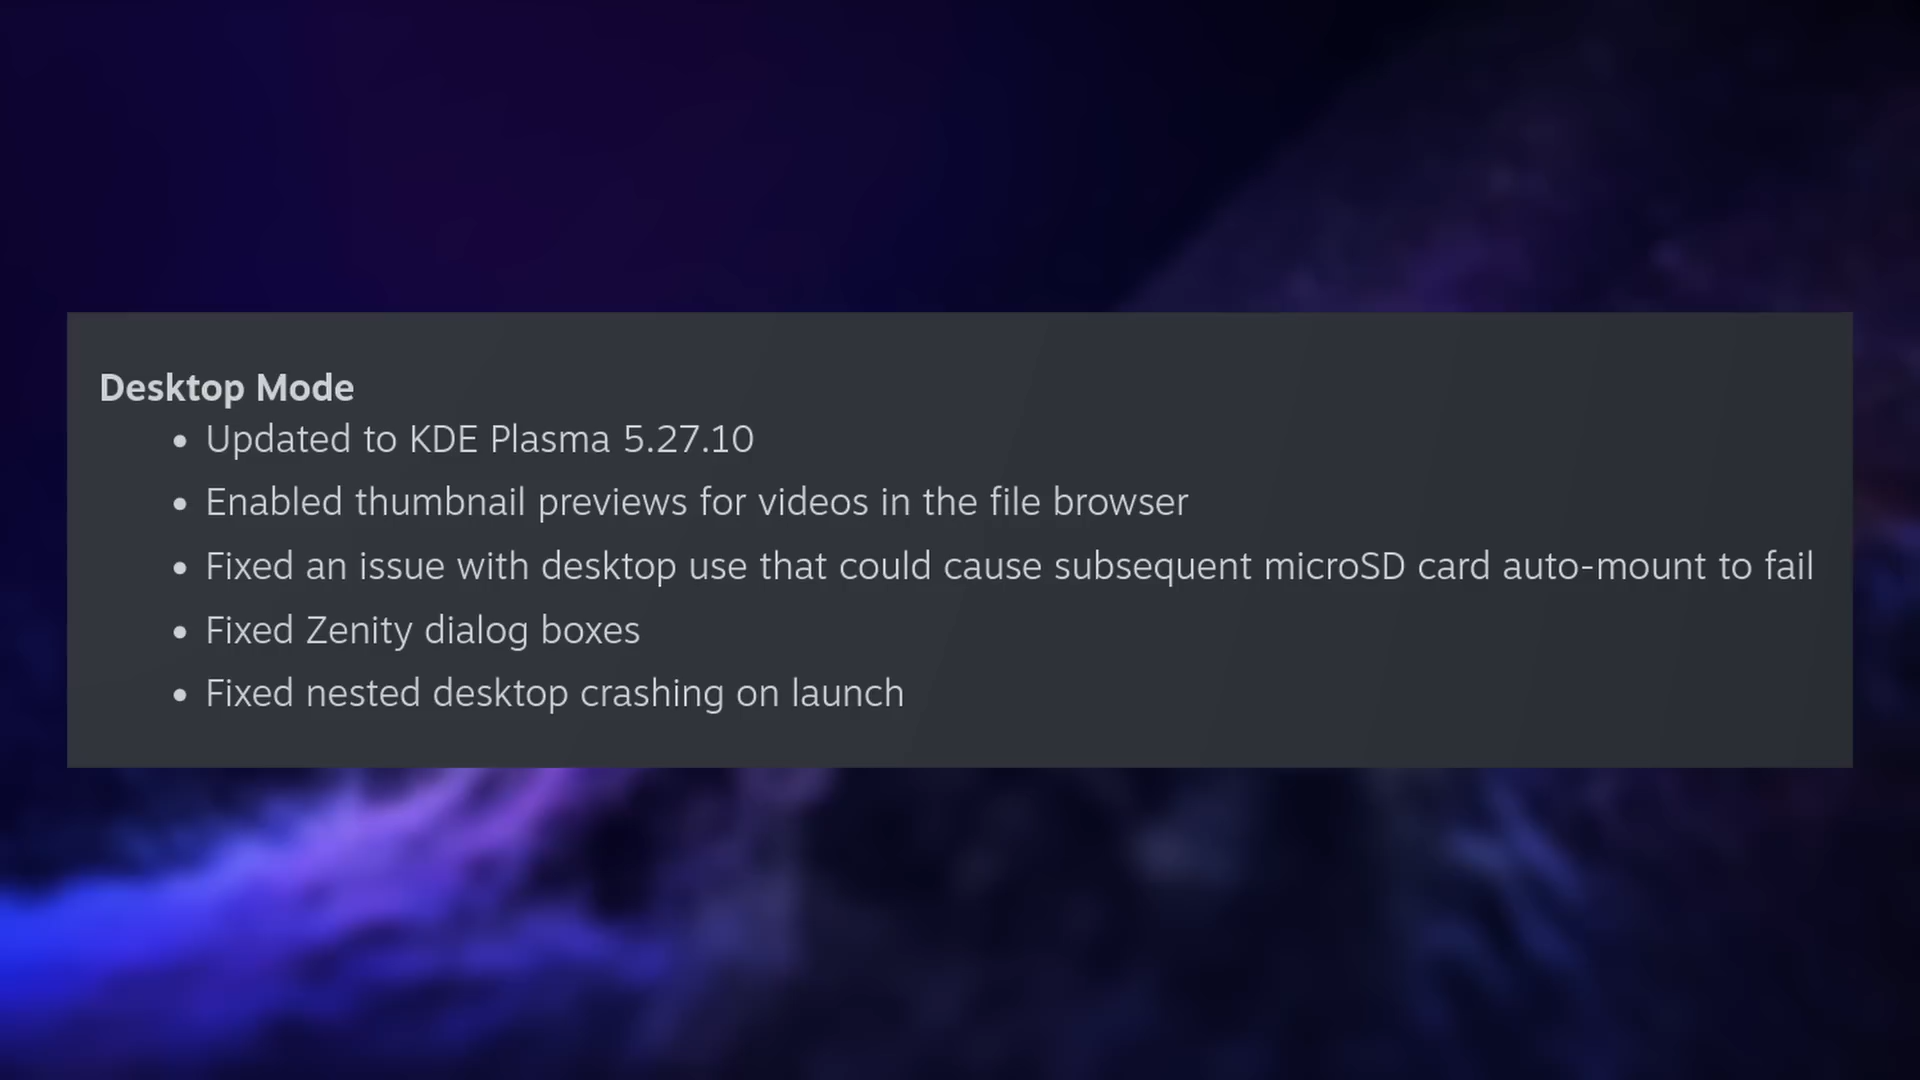 Desktop Mode
• Updated to KDE Plasma 5.27.10
• Enabled thumbnail previews for videos in the file browser
• Fixed an issue with desktop use that could cause subsequent microSD card auto-mount to fail
• Fixed Zenity dialog boxes
• Fixed nested desktop crashing on launch